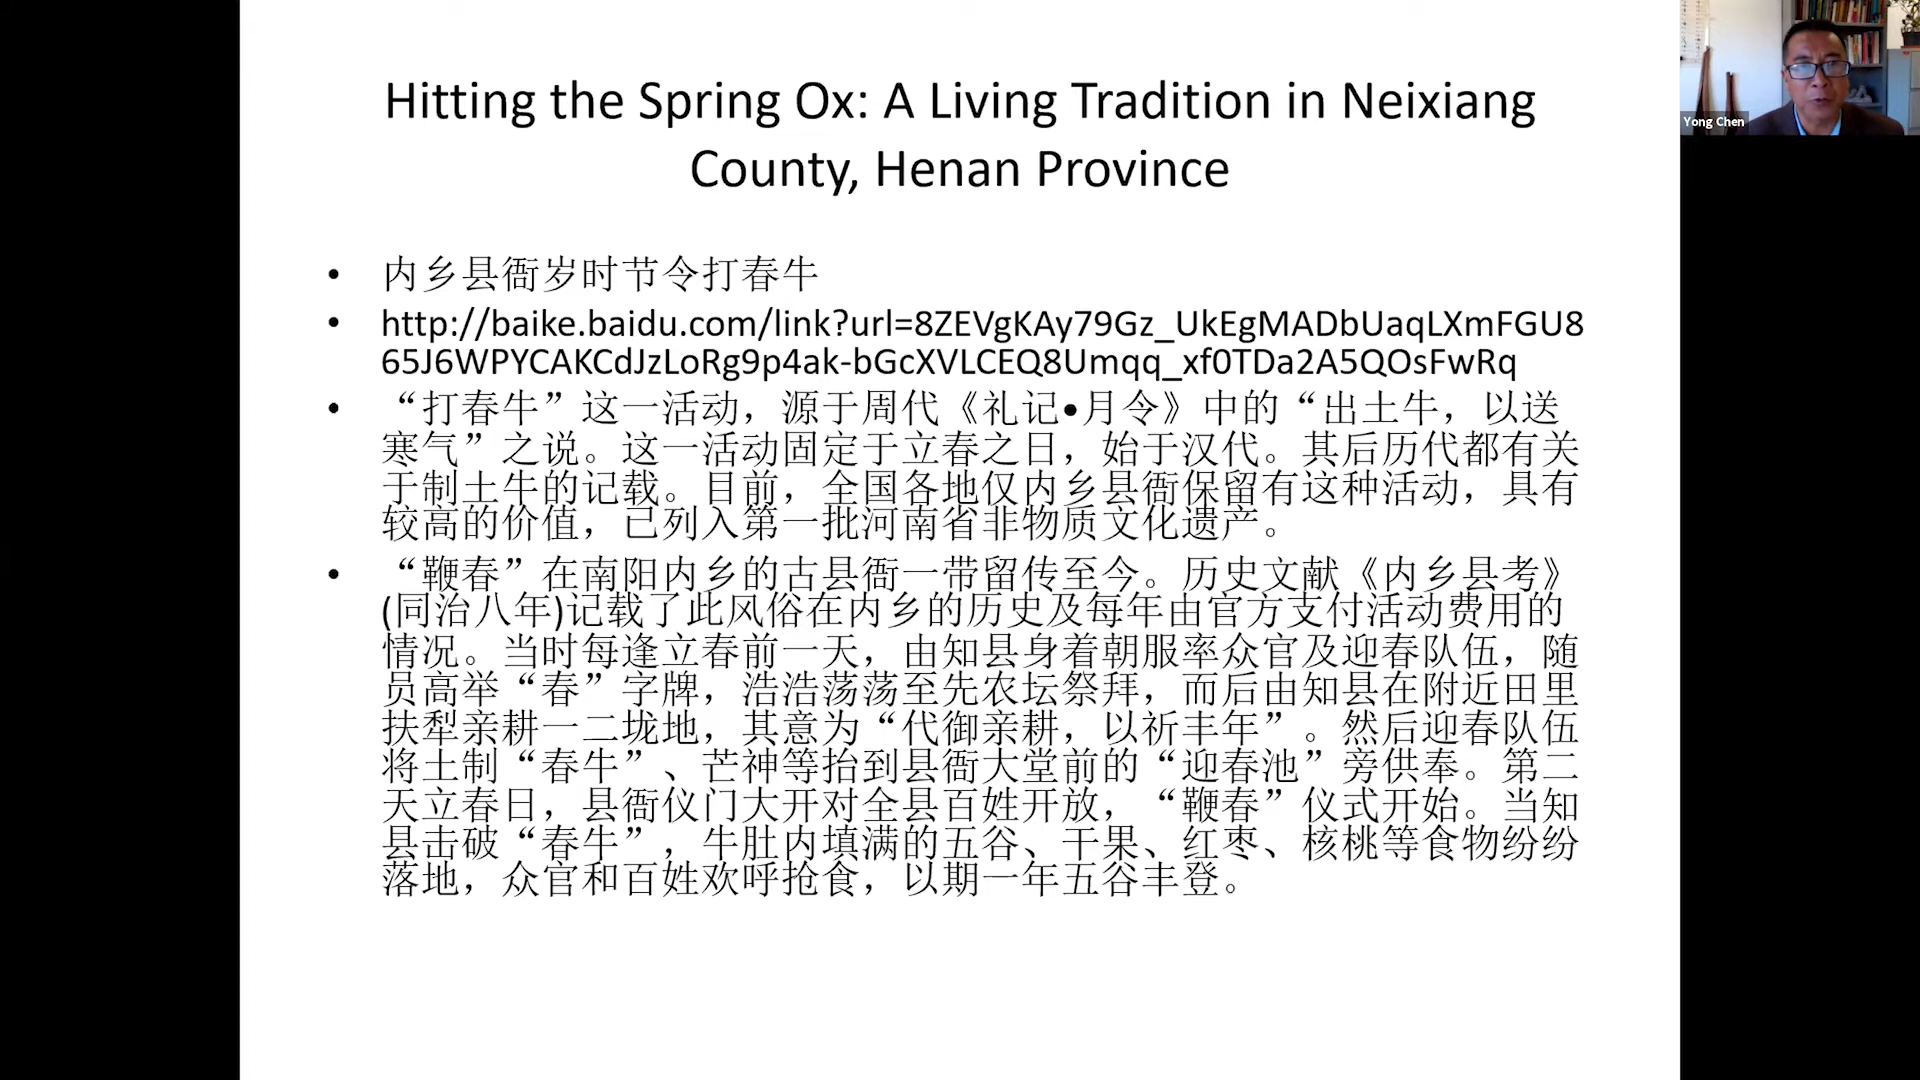 Hitting the Spring Ox: A Living Tradition in Neixiang
County, Henan Province
Yong Chen
• 内乡县衙岁时节令打春牛
• http://baike.baidu.com/link?url=8ZEVgKAy79Gz_UkEgMADbUaqLXmFGU8
65J6WPYCAKCdJzLoRg9p4ak-bGcXVLCEQ8Umqq_xf0TDa2A5QOsFwRq
• “打春牛”这一活动，源于周代《礼记•月令》中的“出土牛，以送
寒气”之说。这一活动固定于立春之日，始于汉代。其后历代都有关
于制土牛的记载。目前，全国各地仅内乡县衙保留有这种活动，具有
较高的价值，已列入第一批河南省非物质文化遗产。
• “鞭春”在南阳内乡的古县衙一带留传至今。历史文献《内乡县考》
(同治八年)记载了此风俗在内乡的历史及每年由官方支付活动费用的
情况。当时每逢立春前一天，由知县身着朝服率众官及迎春队伍，随
员高举“春”字牌，浩浩荡荡至先农坛祭拜，而后由知县在附近田里
扶犁亲耕一二垅地，其意为“代御亲耕，以祈丰年”。然后迎春队伍
将土制“春牛”、芒神等抬到县衙大堂前的“迎春池”旁供奉。第二
天立春日，县衙仪门大开对全县百姓开放，“鞭春”仪式开始。当知
县击破“春牛”，牛肚内填满的五谷、干果、红枣、核桃等食物纷纷
落地，众官和百姓欢呼抢食，以期一年五谷丰登。